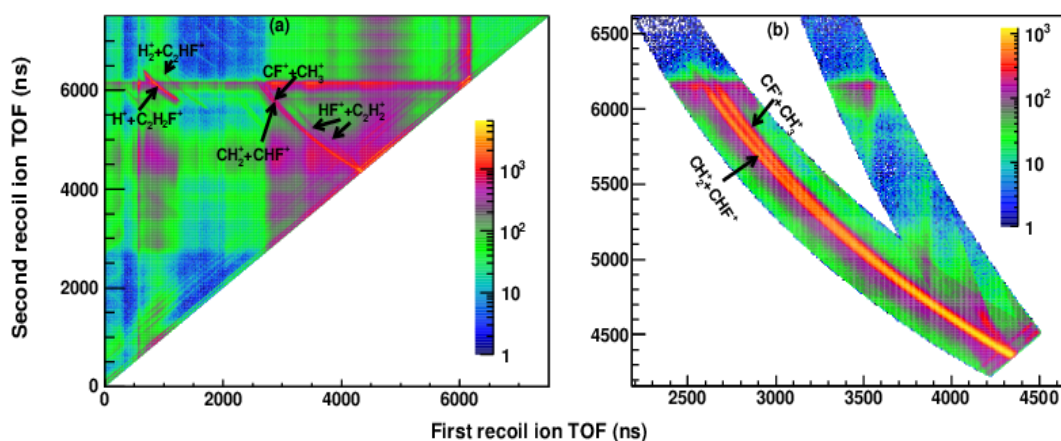 Second recoil ion TOF (ns)
First recoil ion TOF (ns)
(a)
6000
4000
2000
0
0
2000
4000
6000
H₂⁺+C₂HF⁺
H⁺+C₂H₂F⁺
CF⁺+CH₃⁺
HF⁺+C₂H₂⁺
CH₂⁺+CHF⁺
10³
10²
10
1
(b)
6500
6000
5500
5000
4500
2500
3000
3500
4000
4500
CF⁺+CH₃⁺
CH₂⁺+CHF⁺
10³
10²
10
1